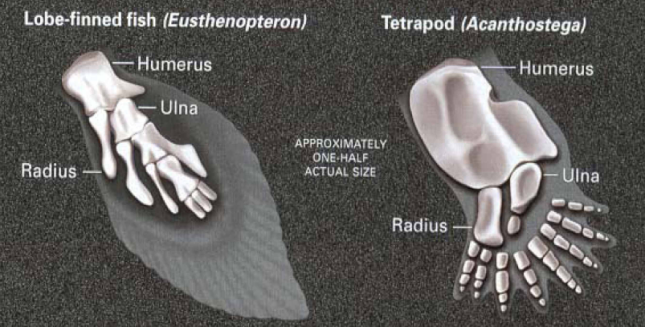 Lobe-finned fish (Eusthenopteron)
Humerus
Ulna
Radius
APPROXIMATELY
ONE-HALF
ACTUAL SIZE
Tetrapod (Acanthostega)
Humerus
Ulna
Radius